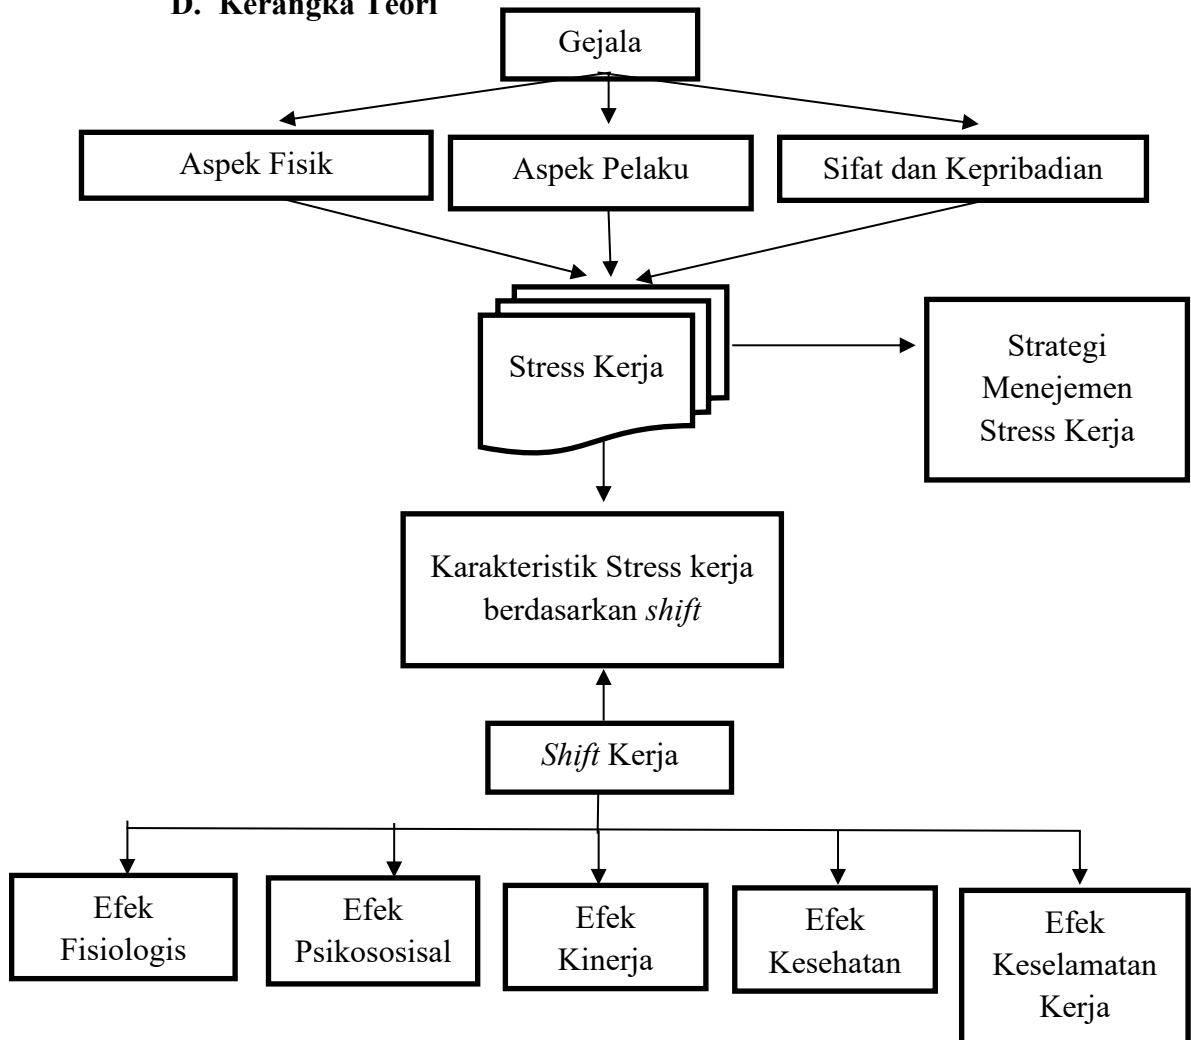 D. Kerangka Teori
Gejala
Aspek Fisik
Aspek Pelaku
Sifat dan Kepribadian
Stress Kerja
Strategi
Menejemen
Stress Kerja
Karakteristik Stress kerja
berdasarkan shift
Shift Kerja
Efek
Fisiologis
Efek
Psikososisal
Efek
Kinerja
Efek
Kesehatan
Efek
Keselamatan
Kerja